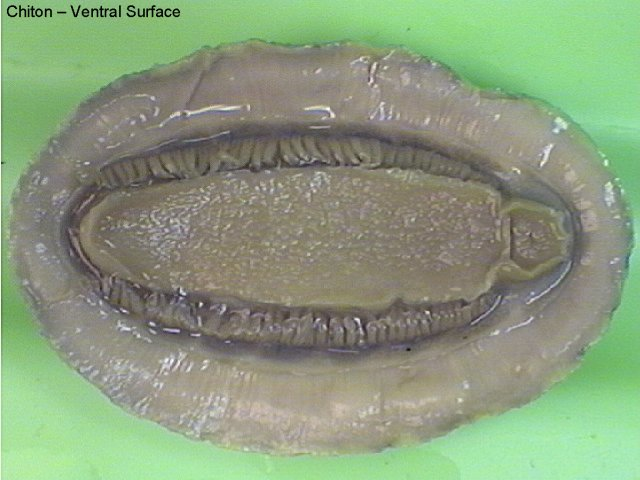 Chiton – Ventral Surface